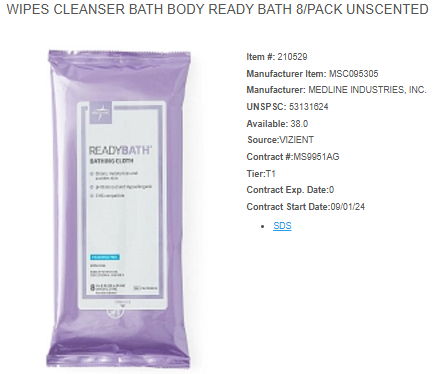 WIPES CLEANSER BATH BODY READY BATH 8/PACK UNSCENTED
Item #: 210529
Manufacturer Item: MSC095305
Manufacturer: MEDLINE INDUSTRIES, INC.
UNSPSC: 53131624
Available: 38.0
Source:VIZIENT
Contract #:MS9951AG
Tier:T1
Contract Exp. Date:0
Contract Start Date:09/01/24
SDS
READYBATH
BATHING CLOTH
8